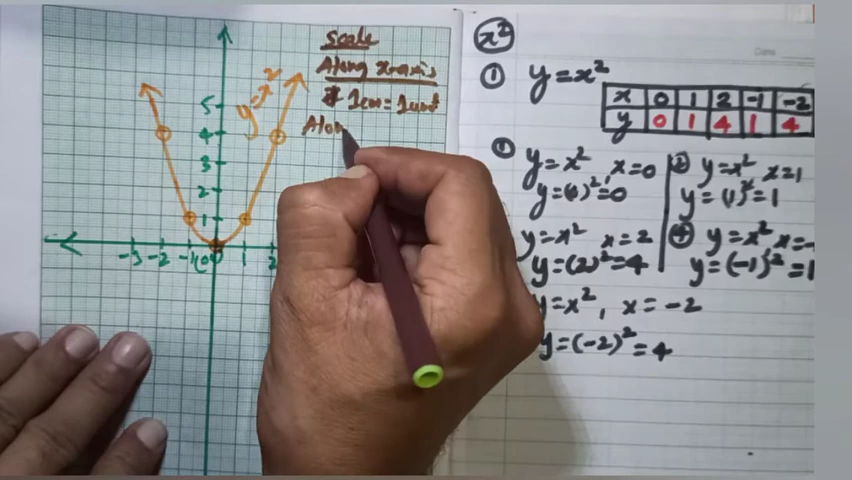 Scale
Along x-axis
1cm = 1unit
Alon
y=x²
5
4
3
2
1
-3 -2 -1 (0,0) 1 2
x²
① y = x²
x 0 1 2 -1 -2
y 0 1 4 1 4
① y = x², x = 0
y = (0)² = 0
② y = x² x = 1
y = (1)² = 1
y = x² x = 2
y = (2)² = 4
④ y = x², x = -
y = (-1)² = 1
y = x², x = -2
y = (-2)² = 4